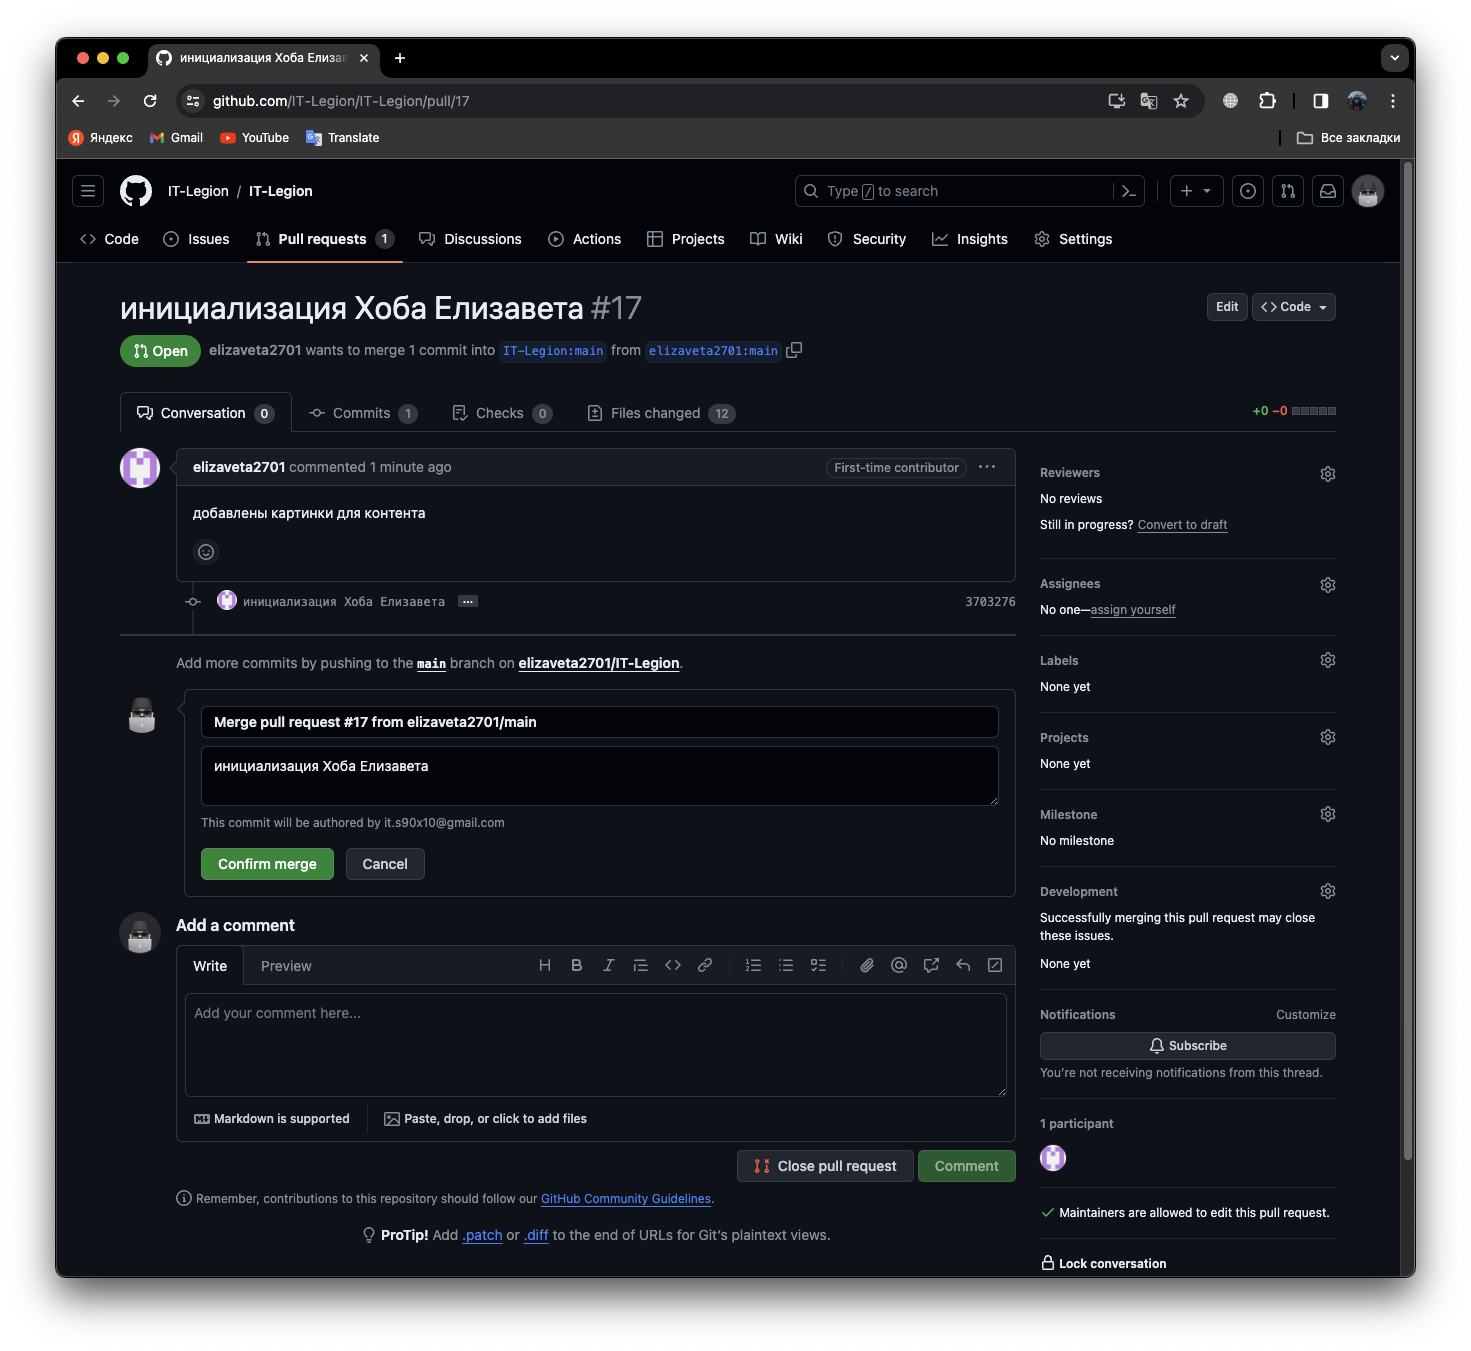 инициализация Хоба Елизав
github.com/IT-Legion/IT-Legion/pull/17
Яндекс Gmail YouTube Translate Все закладки
IT-Legion / IT-Legion
Type / to search
Code Issues Pull requests 1 Discussions Actions Projects Wiki Security Insights Settings
инициализация Хоба Елизавета #17
Edit <> Code
Open elizaveta2701 wants to merge 1 commit into IT-Legion:main from elizaveta2701:main
Conversation 0 Commits 1 Checks 0 Files changed 12
+0 −0
elizaveta2701 commented 1 minute ago First-time contributor ...
добавлены картинки для контента
инициализация Хоба Елизавета ... 3703276
Add more commits by pushing to the main branch on elizaveta2701/IT-Legion.
Merge pull request #17 from elizaveta2701/main
инициализация Хоба Елизавета
This commit will be authored by it.s90x10@gmail.com
Confirm merge Cancel
Add a comment
Write Preview
Add your comment here...
Markdown is supported Paste, drop, or click to add files
Close pull request Comment
Remember, contributions to this repository should follow our GitHub Community Guidelines.
ProTip! Add .patch or .diff to the end of URLs for Git's plaintext views.
Reviewers
No reviews
Still in progress? Convert to draft
Assignees
No one—assign yourself
Labels
None yet
Projects
None yet
Milestone
No milestone
Development
Successfully merging this pull request may close
these issues.
None yet
Notifications Customize
Subscribe
You're not receiving notifications from this thread.
1 participant
Maintainers are allowed to edit this pull request.
Lock conversation